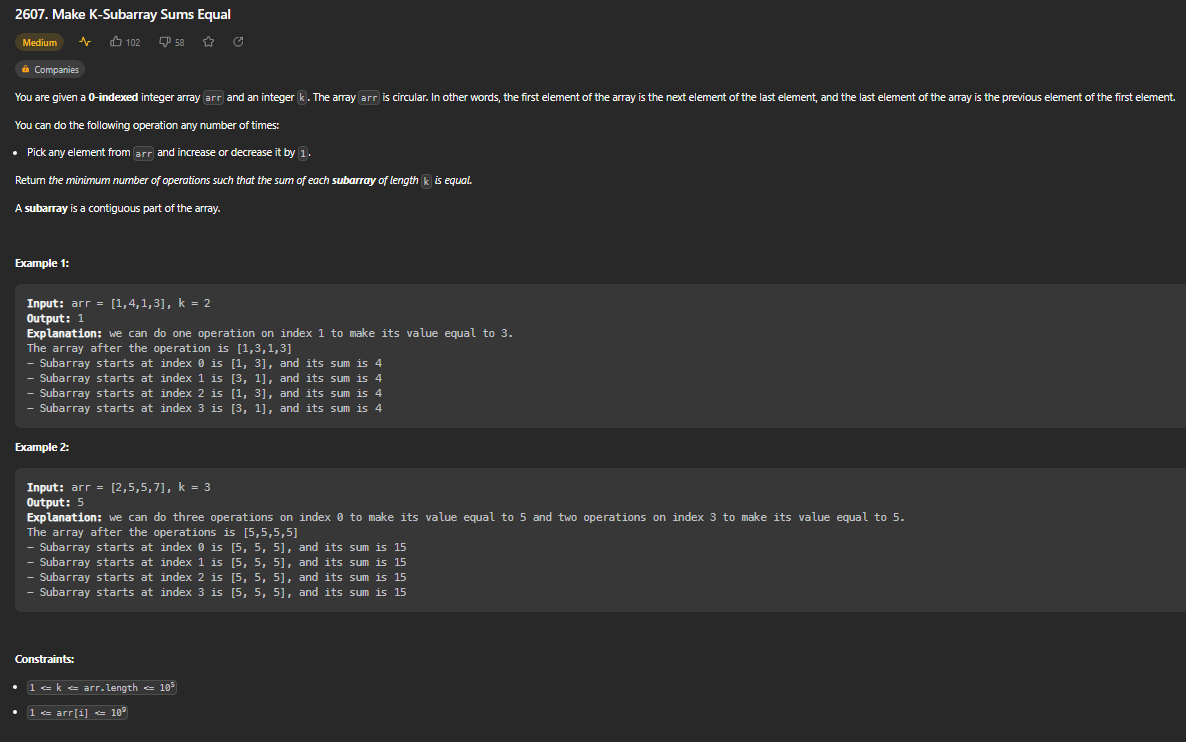 2607. Make K-Subarray Sums Equal
Medium 102 58
Companies
You are given a 0-indexed integer array arr and an integer k. The array arr is circular. In other words, the first element of the array is the next element of the last element, and the last element of the array is the previous element of the first element.
You can do the following operation any number of times:
• Pick any element from arr and increase or decrease it by 1.
Return the minimum number of operations such that the sum of each subarray of length k is equal.
A subarray is a contiguous part of the array.
Example 1:
Input: arr = [1,4,1,3], k = 2
Output: 1
Explanation: we can do one operation on index 1 to make its value equal to 3.
The array after the operation is [1,3,1,3]
- Subarray starts at index 0 is [1, 3], and its sum is 4
- Subarray starts at index 1 is [3, 1], and its sum is 4
- Subarray starts at index 2 is [1, 3], and its sum is 4
- Subarray starts at index 3 is [3, 1], and its sum is 4
Example 2:
Input: arr = [2,5,5,7], k = 3
Output: 5
Explanation: we can do three operations on index 0 to make its value equal to 5 and two operations on index 3 to make its value equal to 5.
The array after the operations is [5,5,5,5]
- Subarray starts at index 0 is [5, 5, 5], and its sum is 15
- Subarray starts at index 1 is [5, 5, 5], and its sum is 15
- Subarray starts at index 2 is [5, 5, 5], and its sum is 15
- Subarray starts at index 3 is [5, 5, 5], and its sum is 15
Constraints:
• 1 <= k <= arr.length <= 10⁵
• 1 <= arr[i] <= 10⁹